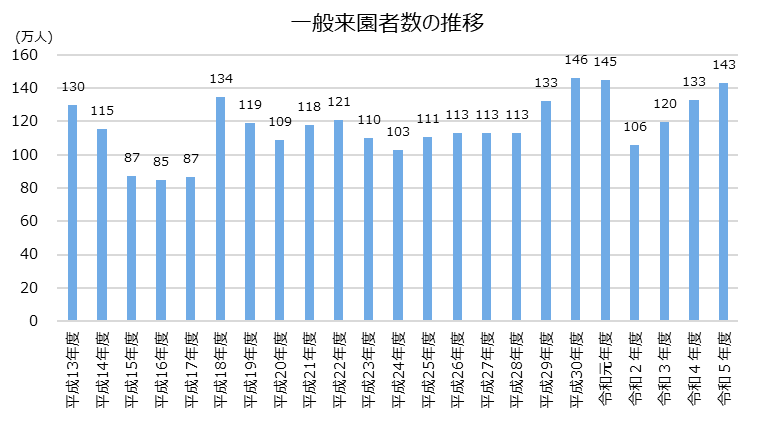 一般来園者数の推移
(万人)
160
140
120
100
80
60
40
20
0
130
115
87
85
87
134
119
109
118
121
110
103
111
113
113
113
133
146
145
106
120
133
143
平成13年度
平成14年度
平成15年度
平成16年度
平成17年度
平成18年度
平成19年度
平成20年度
平成21年度
平成22年度
平成23年度
平成24年度
平成25年度
平成26年度
平成27年度
平成28年度
平成29年度
平成30年度
令和元年度
令和２年度
令和３年度
令和４年度
令和５年度